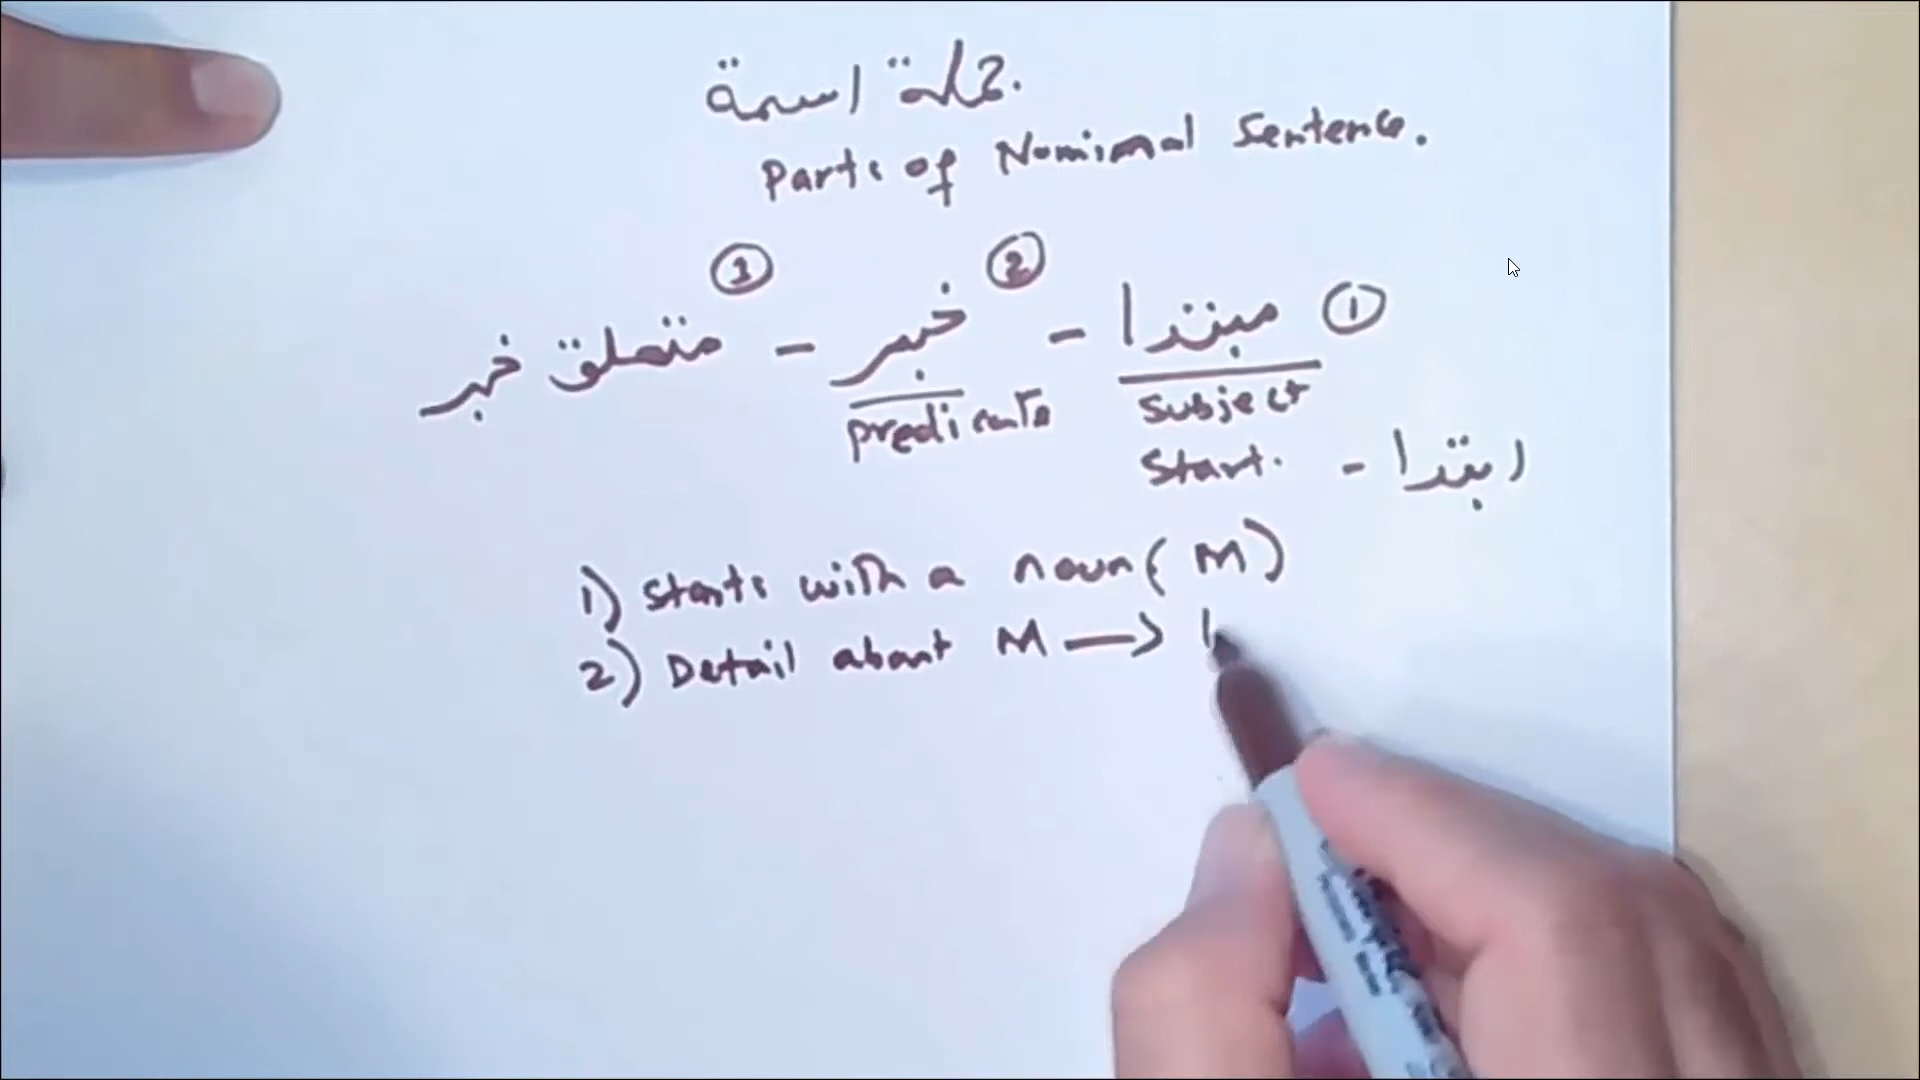 جملة اسمية.
Parts of Nominal Sentence.
① مبتدا - ② خبر - ③ متعلق خبر
subject predicate
start. - ابتدا
1) starts with a noun (M)
2) Detail about M →